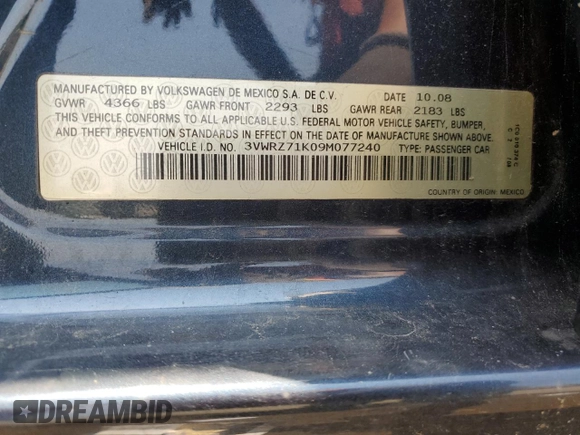 MANUFACTURED BY VOLKSWAGEN DE MEXICO S.A. DE C.V. DATE 10.08
GVWR 4366 LBS GAWR FRONT 2293 LBS GAWR REAR 2183 LBS
THIS VEHICLE CONFORMS TO ALL APPLICABLE U.S. FEDERAL MOTOR VEHICLE SAFETY, BUMPER,
AND THEFT PREVENTION STANDARDS IN EFFECT ON THE DATE OF MANUFACTURE SHOWN ABOVE.
VEHICLE I.D. NO. 3VWRZ71K09M077240 TYPE: PASSENGER CAR
COUNTRY OF ORIGIN: MEXICO
DREAMBID